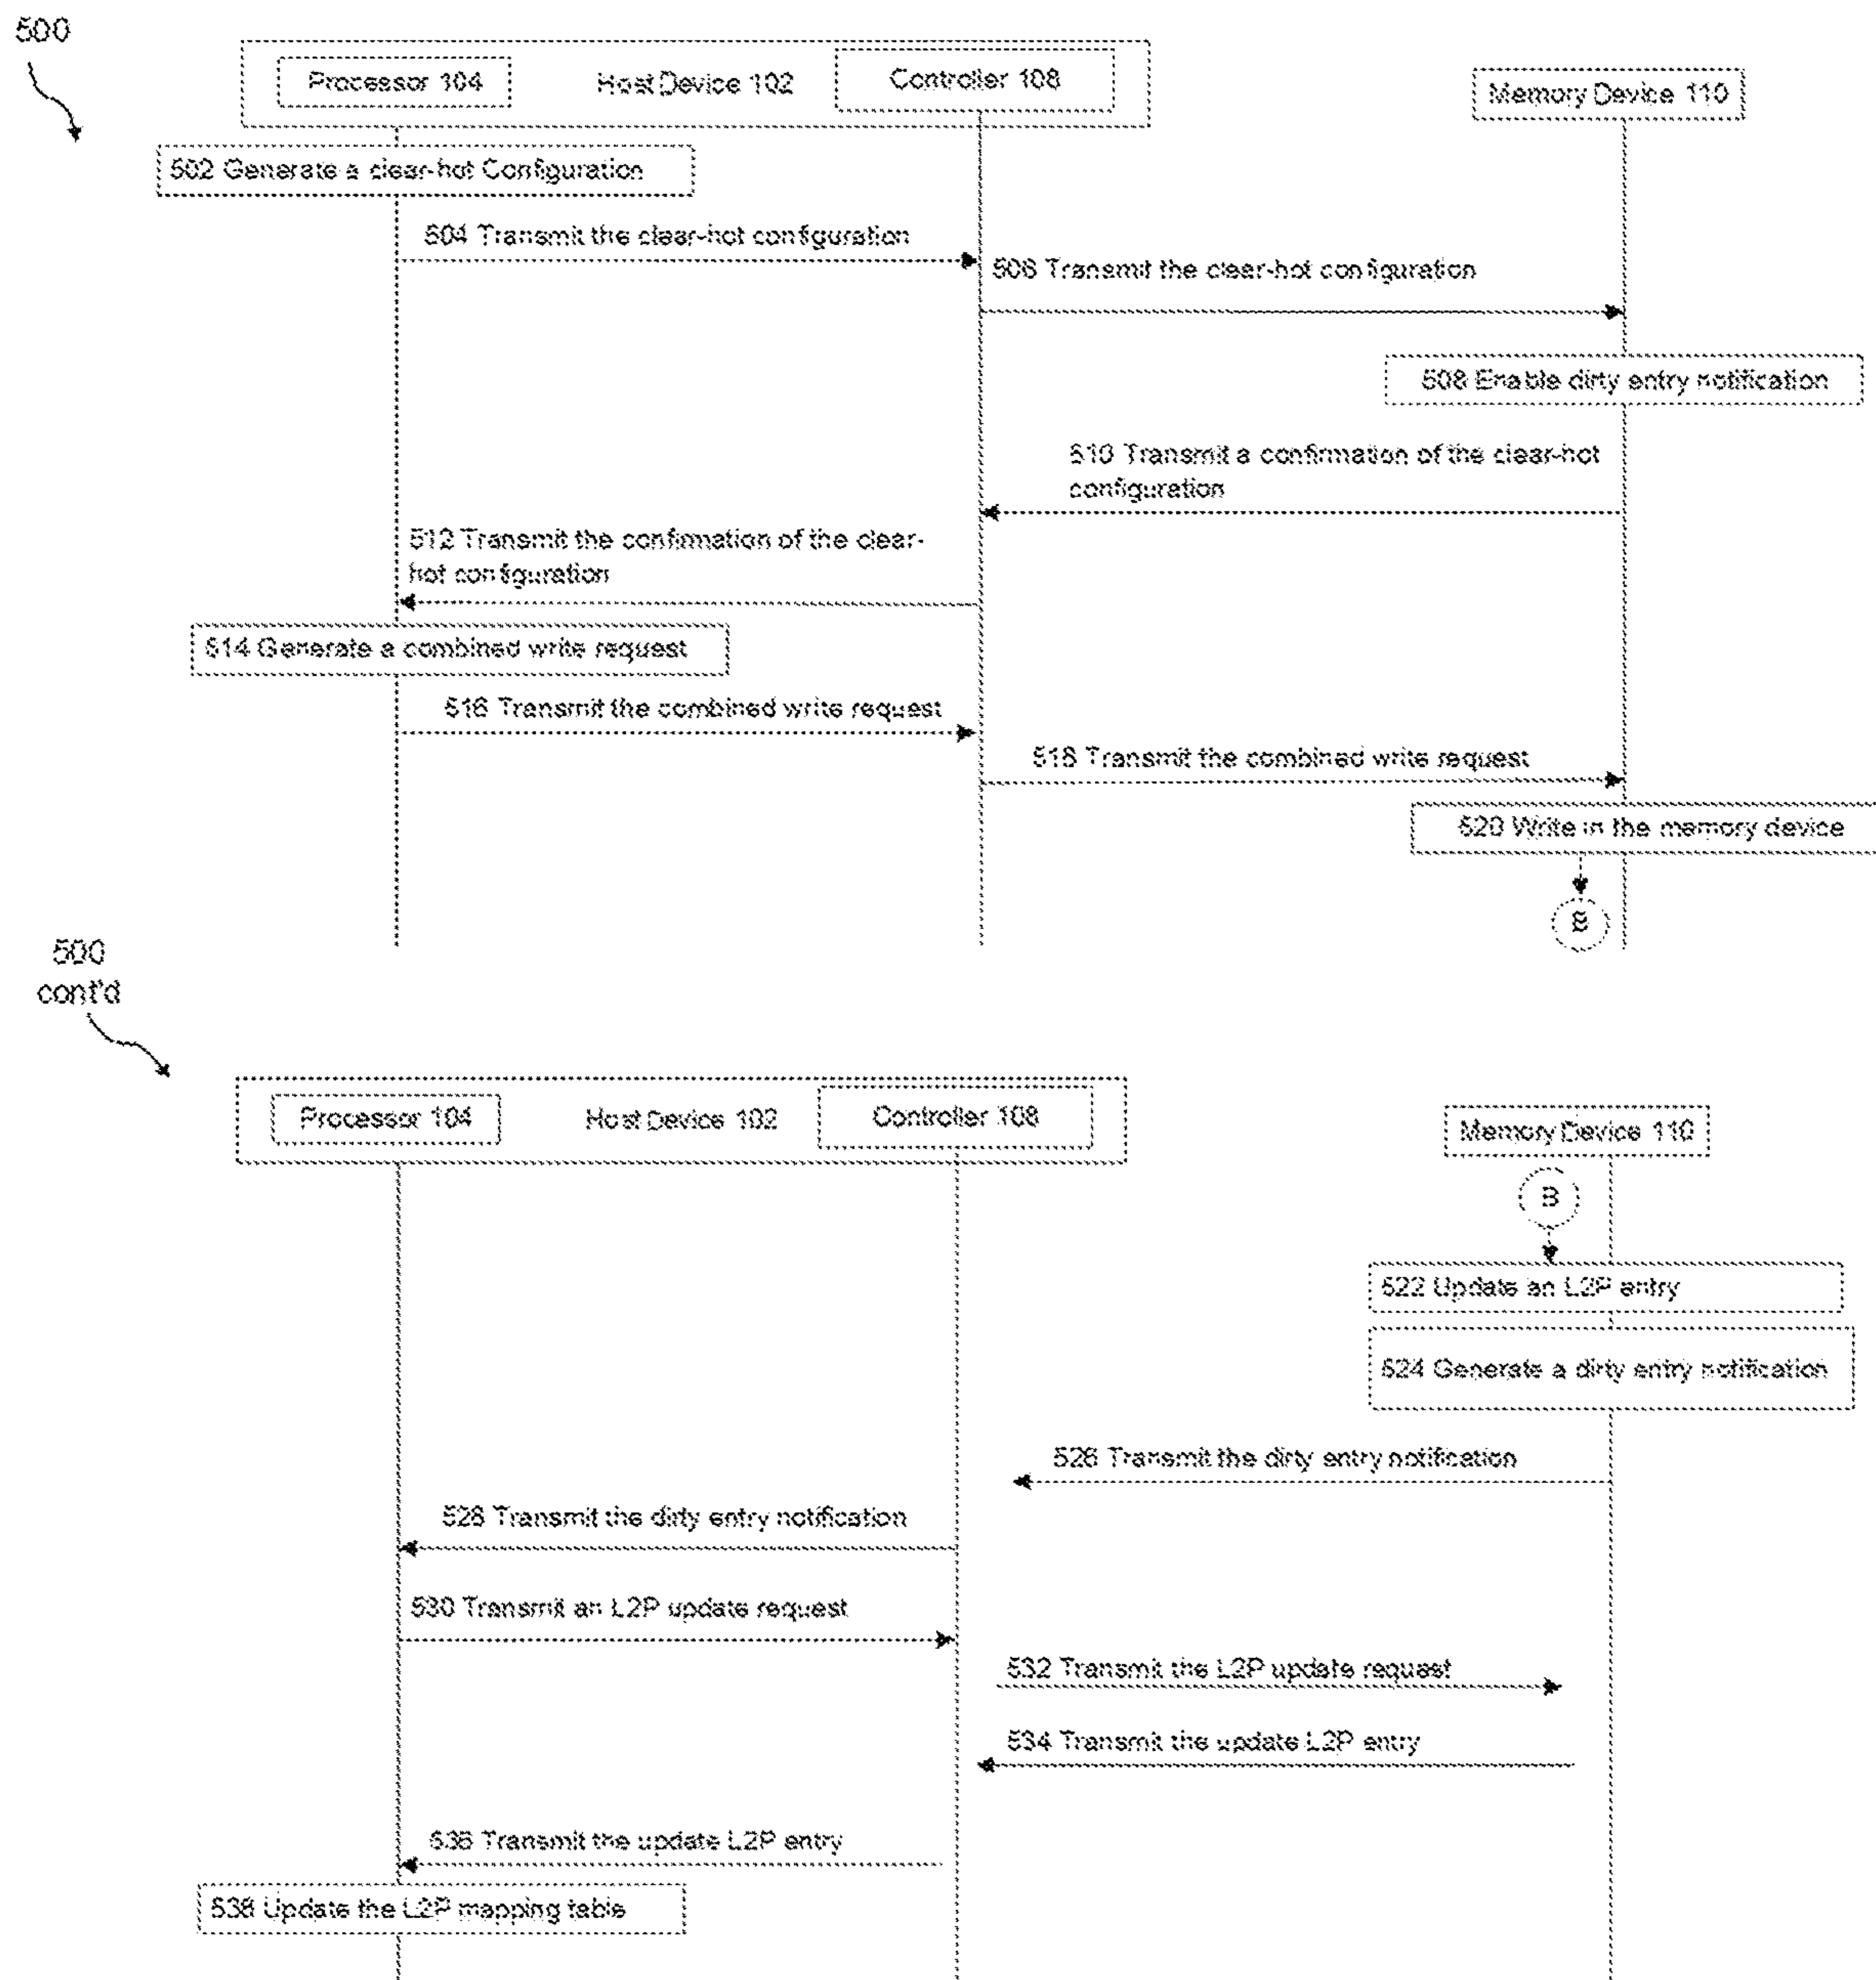 500
Processor 104
Host Device 102
Controller 108
Memory Device 110
502 Generate a clear-hot Configuration
504 Transmit the clear-hot configuration
506 Transmit the clear-hot configuration
508 Enable dirty entry notification
510 Transmit a confirmation of the clear-hot
configuration
512 Transmit the confirmation of the clear-
hot configuration
514 Generate a combined write request
516 Transmit the combined write request
518 Transmit the combined write request
520 Write in the memory device
B
500
cont'd
Processor 104
Host Device 102
Controller 108
Memory Device 110
B
522 Update an L2P entry
524 Generate a dirty entry notification
526 Transmit the dirty entry notification
528 Transmit the dirty entry notification
530 Transmit an L2P update request
532 Transmit the L2P update request
534 Transmit the update L2P entry
536 Transmit the update L2P entry
538 Update the L2P mapping table